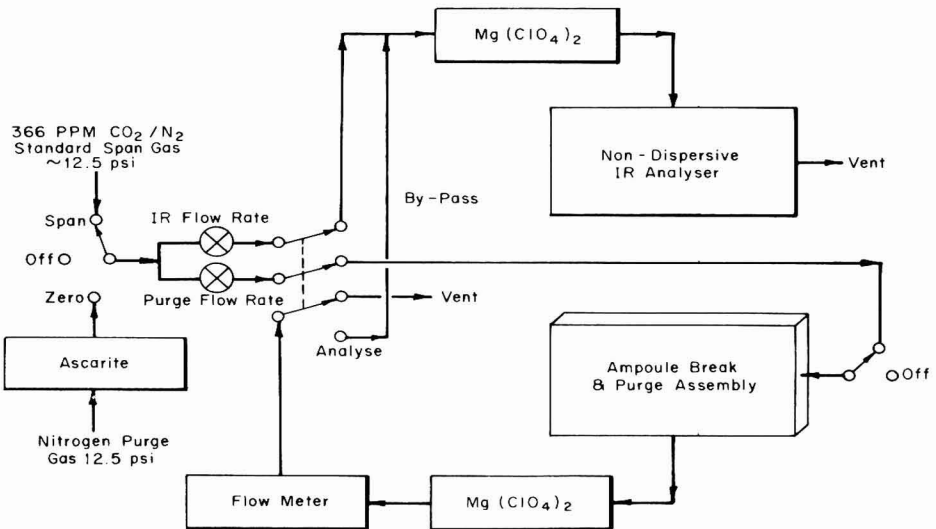 Mg(ClO4)2
366 PPM CO2/N2
Standard Span Gas
~12.5 psi
Non-Dispersive
IR Analyser
Vent
By-Pass
Span
IR Flow Rate
Off
Purge Flow Rate
Zero
Vent
Analyse
Ascarite
Ampoule Break
& Purge Assembly
Off
Nitrogen Purge
Gas 12.5 psi
Flow Meter
Mg(ClO4)2